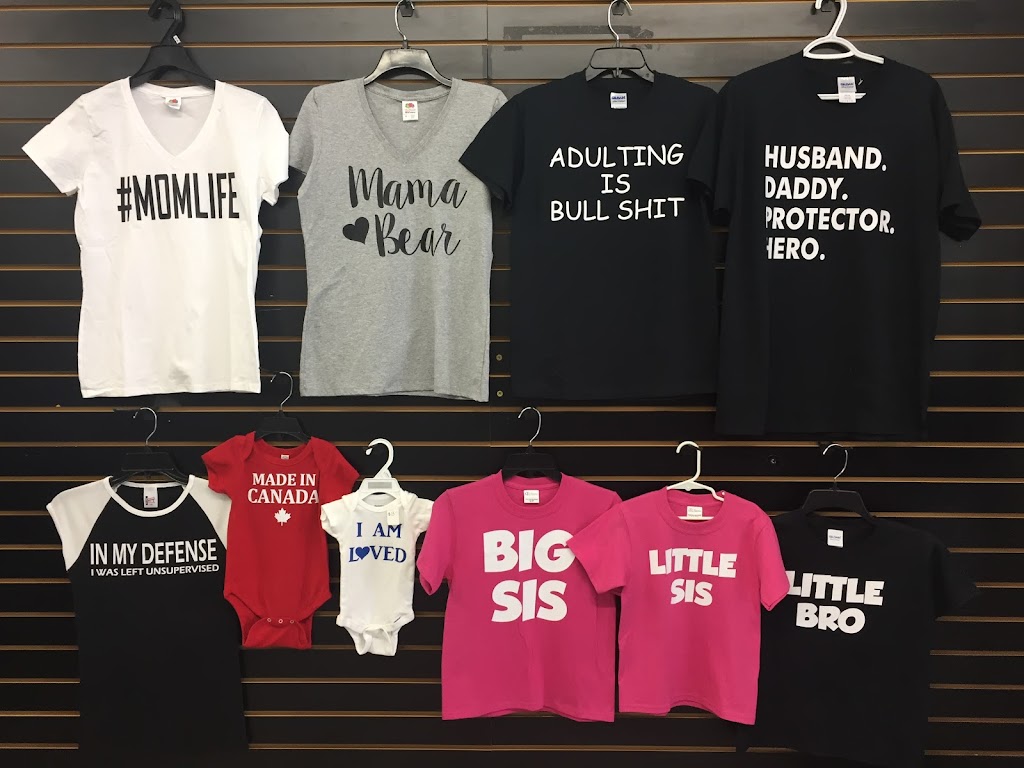 #MOMLIFE
Mama
Bear
ADULTING
IS
BULL SHIT
HUSBAND.
DADDY.
PROTECTOR.
HERO.
IN MY DEFENSE
I WAS LEFT UNSUPERVISED
MADE IN
CANADA
I AM
L♥VED
BIG
SIS
LITTLE
SIS
LITTLE
BRO